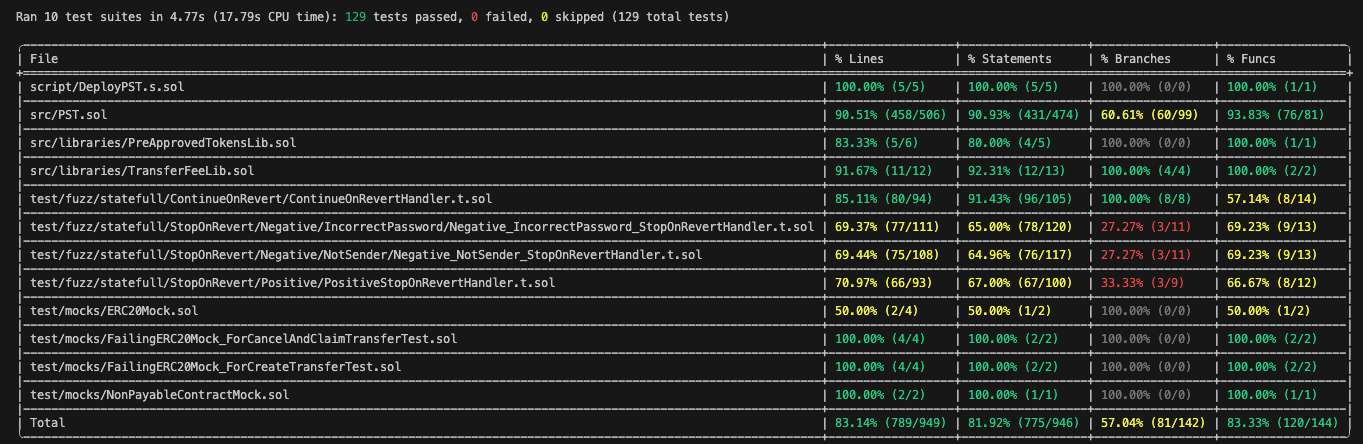 Ran 10 test suites in 4.77s (17.79s CPU time): 129 tests passed, 0 failed, 0 skipped (129 total tests)
File | % Lines | % Statements | % Branches | % Funcs
script/DeployPST.s.sol | 100.00% (5/5) | 100.00% (5/5) | 100.00% (0/0) | 100.00% (1/1)
src/PST.sol | 90.51% (458/506) | 90.93% (431/474) | 60.61% (60/99) | 93.83% (76/81)
src/libraries/PreApprovedTokensLib.sol | 83.33% (5/6) | 80.00% (4/5) | 100.00% (0/0) | 100.00% (1/1)
src/libraries/TransferFeeLib.sol | 91.67% (11/12) | 92.31% (12/13) | 100.00% (4/4) | 100.00% (2/2)
test/fuzz/statefull/ContinueOnRevert/ContinueOnRevertHandler.t.sol | 85.11% (80/94) | 91.43% (96/105) | 100.00% (8/8) | 57.14% (8/14)
test/fuzz/statefull/StopOnRevert/Negative/IncorrectPassword/Negative_IncorrectPassword_StopOnRevertHandler.t.sol | 69.37% (77/111) | 65.00% (78/120) | 27.27% (3/11) | 69.23% (9/13)
test/fuzz/statefull/StopOnRevert/Negative/NotSender/Negative_NotSender_StopOnRevertHandler.t.sol | 69.44% (75/108) | 64.96% (76/117) | 27.27% (3/11) | 69.23% (9/13)
test/fuzz/statefull/StopOnRevert/Positive/PositiveStopOnRevertHandler.t.sol | 70.97% (66/93) | 67.00% (67/100) | 33.33% (3/9) | 66.67% (8/12)
test/mocks/ERC20Mock.sol | 50.00% (2/4) | 50.00% (1/2) | 100.00% (0/0) | 50.00% (1/2)
test/mocks/FailingERC20Mock_ForCancelAndClaimTransferTest.sol | 100.00% (4/4) | 100.00% (2/2) | 100.00% (0/0) | 100.00% (2/2)
test/mocks/FailingERC20Mock_ForCreateTransferTest.sol | 100.00% (4/4) | 100.00% (2/2) | 100.00% (0/0) | 100.00% (2/2)
test/mocks/NonPayableContractMock.sol | 100.00% (2/2) | 100.00% (1/1) | 100.00% (0/0) | 100.00% (1/1)
Total | 83.14% (789/949) | 81.92% (775/946) | 57.04% (81/142) | 83.33% (120/144)